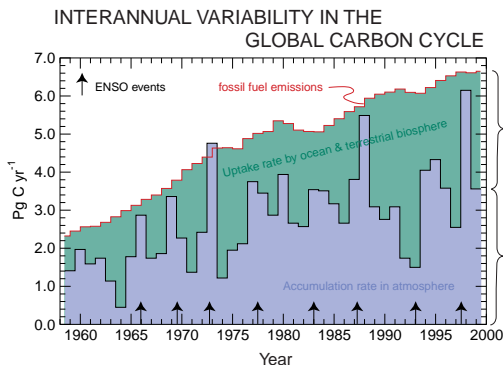 INTERANNUAL VARIABILITY IN THE
GLOBAL CARBON CYCLE
7.0
6.0
5.0
4.0
3.0
2.0
1.0
0.0
Pg C yr-1
ENSO events
fossil fuel emissions
Uptake rate by ocean & terrestrial biosphere
Accumulation rate in atmosphere
1960 1965 1970 1975 1980 1985 1990 1995 2000
Year